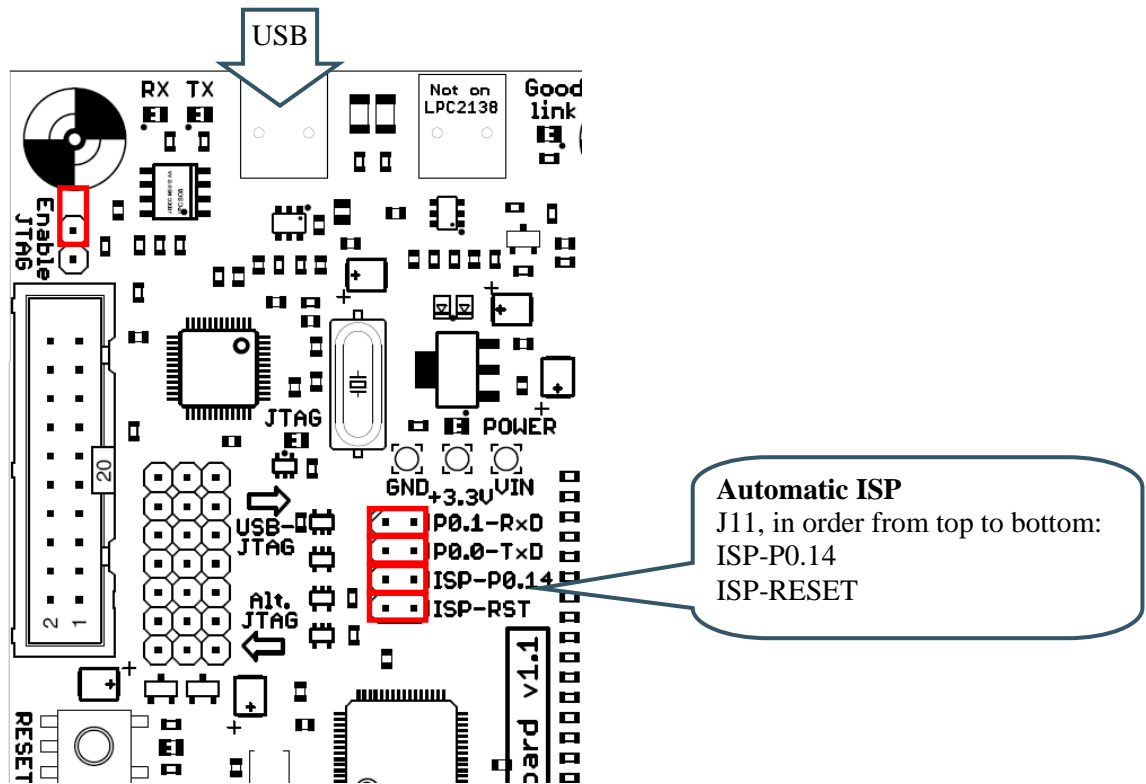 USB
RX TX
Not on
LPC2138
Good
link
Enable
JTAG
JTAG
POWER
20
GND
+3.3V
VIN
USB-
JTAG
P0.1-RxD
P0.0-TxD
ISP-P0.14
ISP-RST
Alt.
JTAG
2 1
RESET
oard v1.1
Automatic ISP
J11, in order from top to bottom:
ISP-P0.14
ISP-RESET